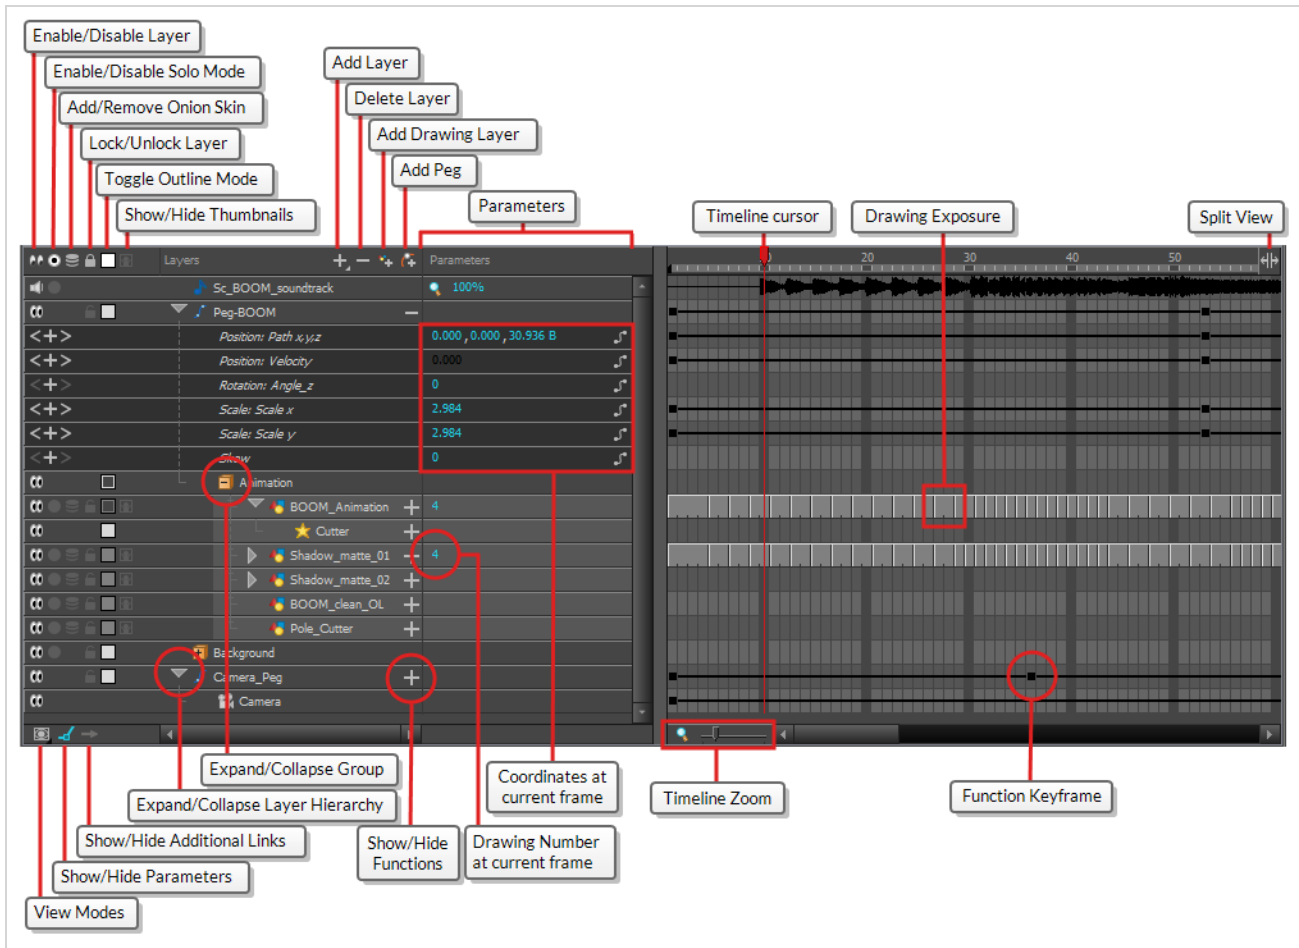 Enable/Disable Layer
Enable/Disable Solo Mode
Add/Remove Onion Skin
Lock/Unlock Layer
Toggle Outline Mode
Show/Hide Thumbnails
Add Layer
Delete Layer
Add Drawing Layer
Add Peg
Parameters
Timeline cursor
Drawing Exposure
Split View
Layers
Parameters
10
20
30
40
50
Sc_BOOM_soundtrack
100%
Peg-BOOM
Position: Path x,y,z
0.000 , 0.000 , 30.936 B
Position: Velocity
0.000
Rotation: Angle_z
0
Scale: Scale x
2.984
Scale: Scale y
2.984
Skew
0
Animation
BOOM_Animation
4
Cutter
Shadow_matte_01
4
Shadow_matte_02
BOOM_clean_OL
Pole_Cutter
Background
Camera_Peg
Camera
Expand/Collapse Group
Expand/Collapse Layer Hierarchy
Show/Hide Additional Links
Show/Hide Parameters
View Modes
Show/Hide
Functions
Drawing Number
at current frame
Coordinates at
current frame
Timeline Zoom
Function Keyframe